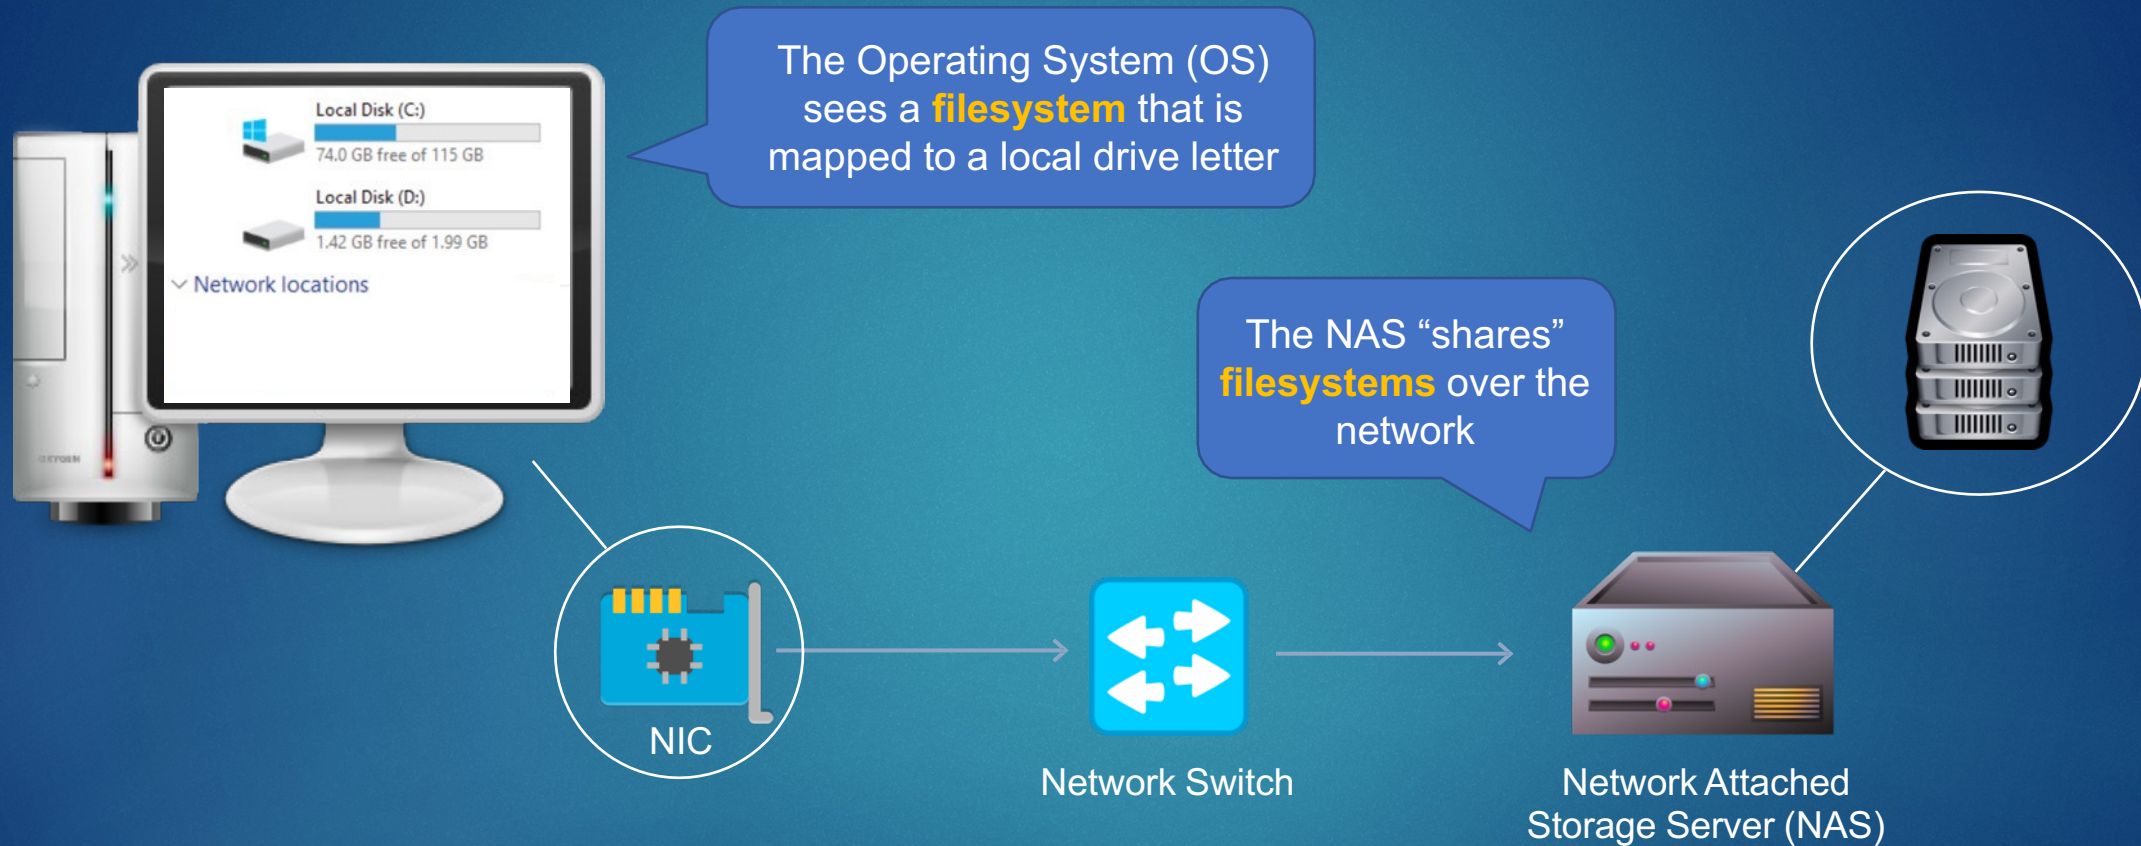 The Operating System (OS)
sees a filesystem that is
mapped to a local drive letter
Local Disk (C:)
74.0 GB free of 115 GB
Local Disk (D:)
1.42 GB free of 1.99 GB
Network locations
The NAS “shares”
filesystems over the
network
OXYGEN
NIC
Network Switch
Network Attached
Storage Server (NAS)